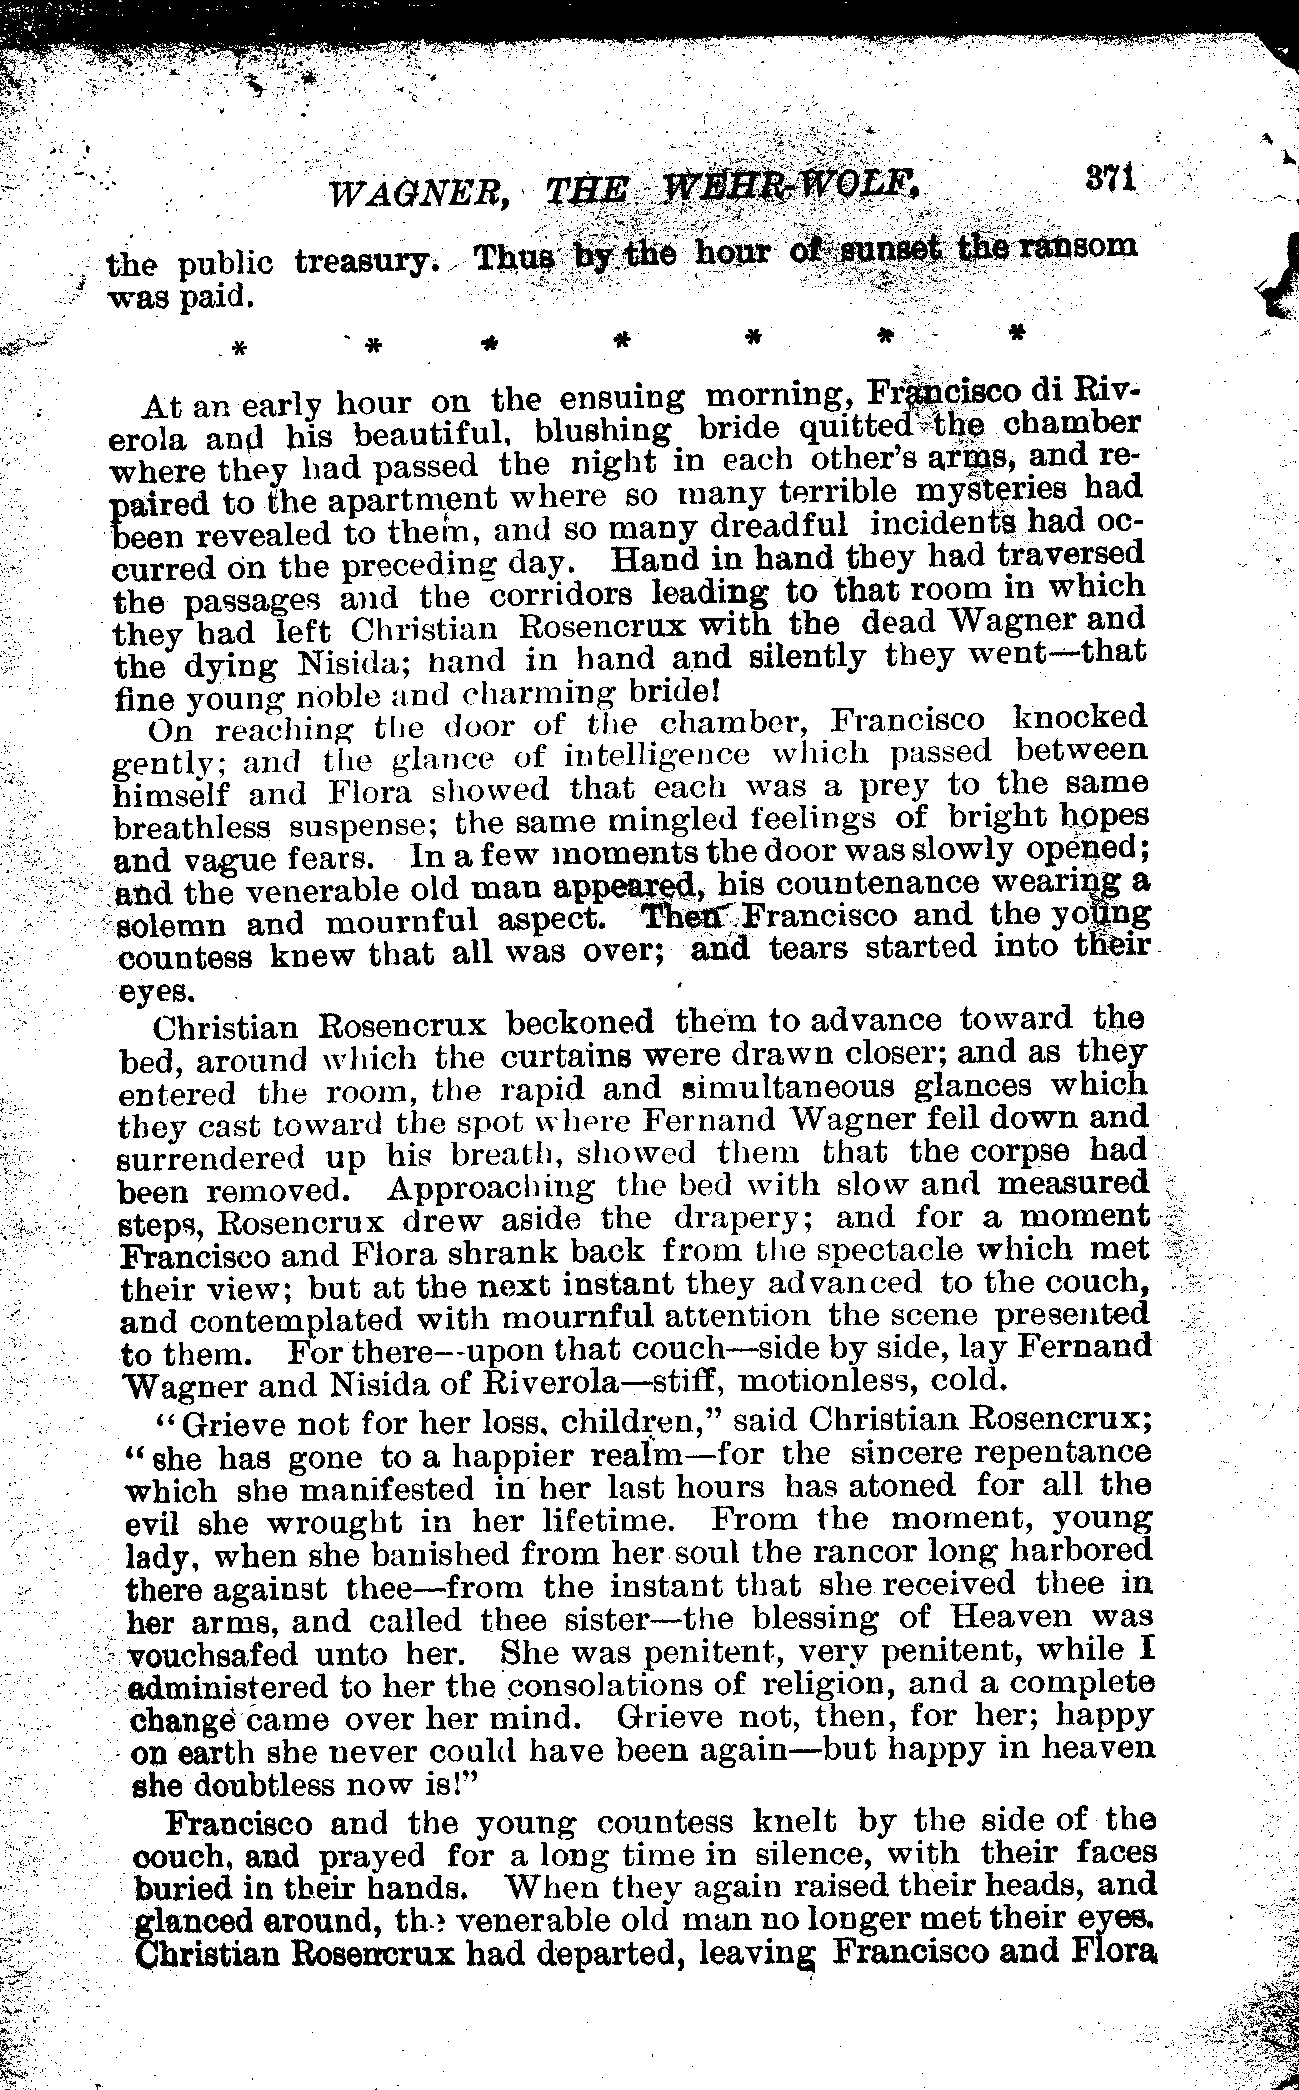 WAGNER, THE WEHR-WOLF. 371
the public treasury. Thus by the hour of sunset the ransom
was paid.
* * * * * * *
At an early hour on the ensuing morning, Francisco di Riv-
erola and his beautiful, blushing bride quitted the chamber
where they had passed the night in each other's arms, and re-
paired to the apartment where so many terrible mysteries had
been revealed to them, and so many dreadful incidents had oc-
curred on the preceding day. Hand in hand they had traversed
the passages and the corridors leading to that room in which
they had left Christian Rosencrux with the dead Wagner and
the dying Nisida; hand in hand and silently they went—that
fine young noble and charming bride!
On reaching the door of the chamber, Francisco knocked
gently; and the glance of intelligence which passed between
himself and Flora showed that each was a prey to the same
breathless suspense; the same mingled feelings of bright hopes
and vague fears. In a few moments the door was slowly opened;
and the venerable old man appeared, his countenance wearing a
solemn and mournful aspect. Then Francisco and the young
countess knew that all was over; and tears started into their
eyes.
Christian Rosencrux beckoned them to advance toward the
bed, around which the curtains were drawn closer; and as they
entered the room, the rapid and simultaneous glances which
they cast toward the spot where Fernand Wagner fell down and
surrendered up his breath, showed them that the corpse had
been removed. Approaching the bed with slow and measured
steps, Rosencrux drew aside the drapery; and for a moment
Francisco and Flora shrank back from the spectacle which met
their view; but at the next instant they advanced to the couch,
and contemplated with mournful attention the scene presented
to them. For there—upon that couch—side by side, lay Fernand
Wagner and Nisida of Riverola—stiff, motionless, cold.
"Grieve not for her loss, children," said Christian Rosencrux;
"she has gone to a happier realm—for the sincere repentance
which she manifested in her last hours has atoned for all the
evil she wrought in her lifetime. From the moment, young
lady, when she banished from her soul the rancor long harbored
there against thee—from the instant that she received thee in
her arms, and called thee sister—the blessing of Heaven was
vouchsafed unto her. She was penitent, very penitent, while I
administered to her the consolations of religion, and a complete
change came over her mind. Grieve not, then, for her; happy
on earth she never could have been again—but happy in heaven
she doubtless now is!"
Francisco and the young countess knelt by the side of the
couch, and prayed for a long time in silence, with their faces
buried in their hands. When they again raised their heads, and
glanced around, the venerable old man no longer met their eyes.
Christian Rosencrux had departed, leaving Francisco and Flora